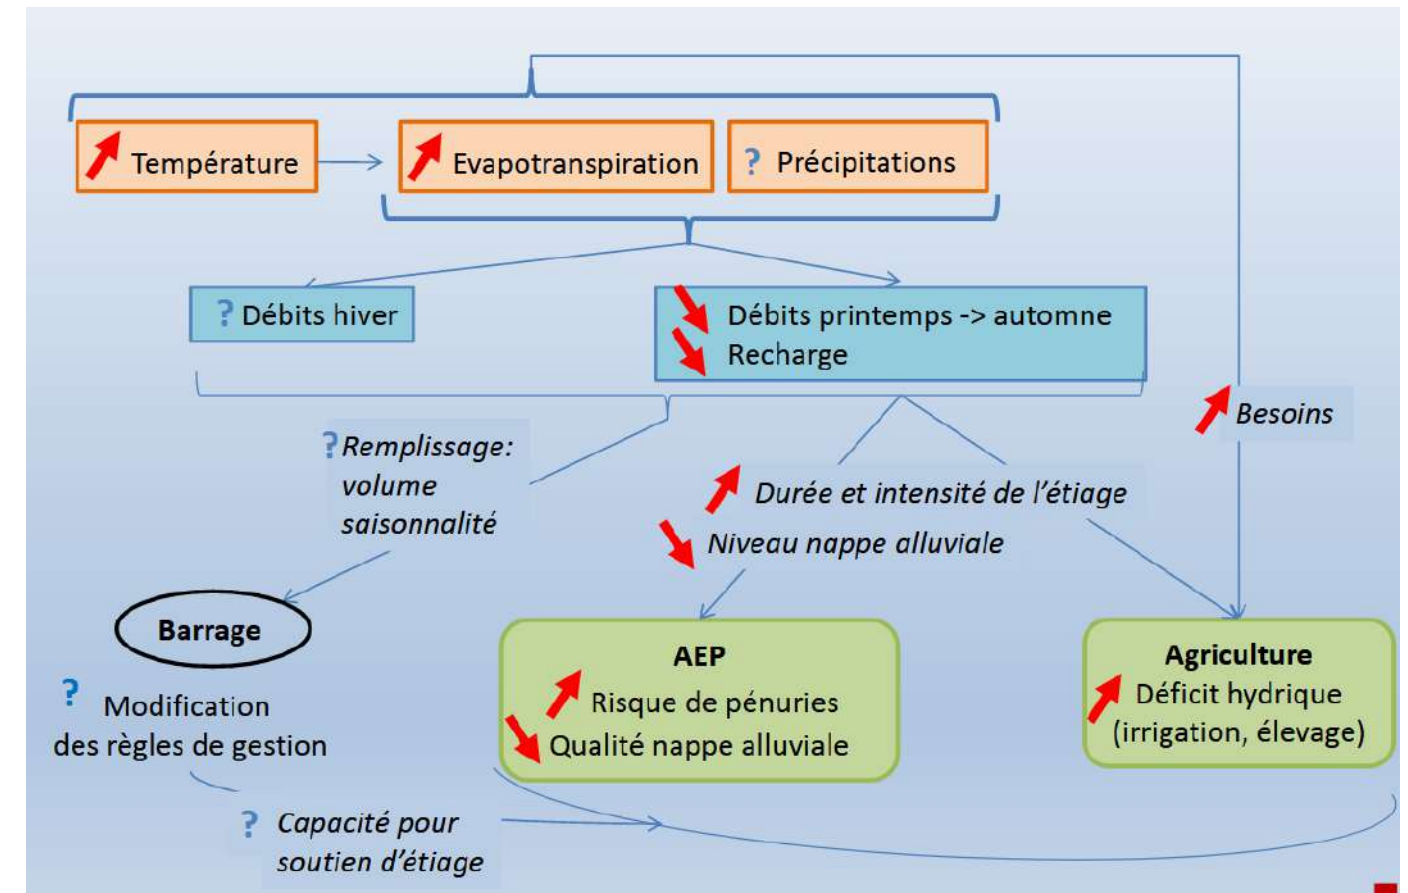 Température
Evapotranspiration
? Précipitations
? Débits hiver
Débits printemps -> automne
Recharge
Besoins
? Remplissage:
volume
saisonnalité
Durée et intensité de l'étiage
Niveau nappe alluviale
Barrage
? Modification
des règles de gestion
AEP
Risque de pénuries
Qualité nappe alluviale
Agriculture
Déficit hydrique
(irrigation, élevage)
? Capacité pour
soutien d'étiage